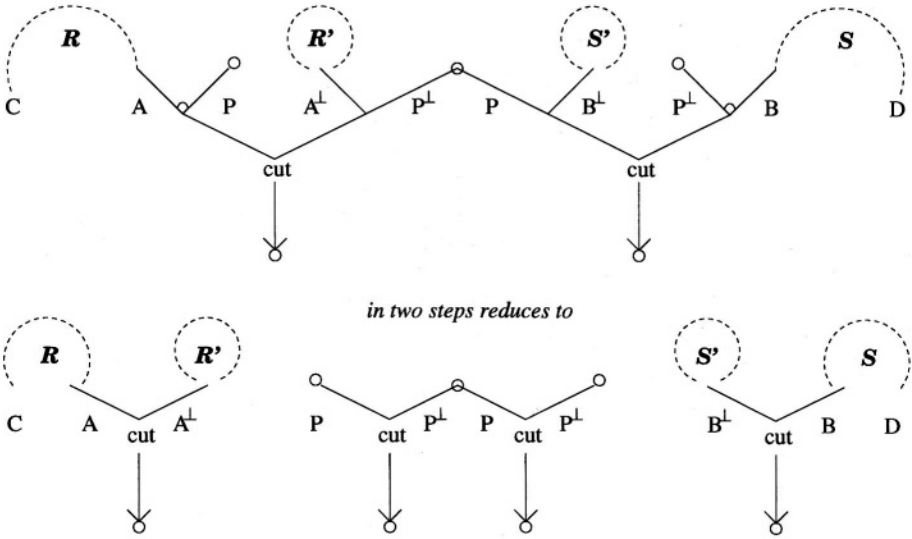 R R' S' S
C A P A⊥ P⊥ P B⊥ P⊥ B D
cut cut
in two steps reduces to
R R' S' S
C A A⊥ P P⊥ P P⊥ B⊥ B D
cut cut cut cut